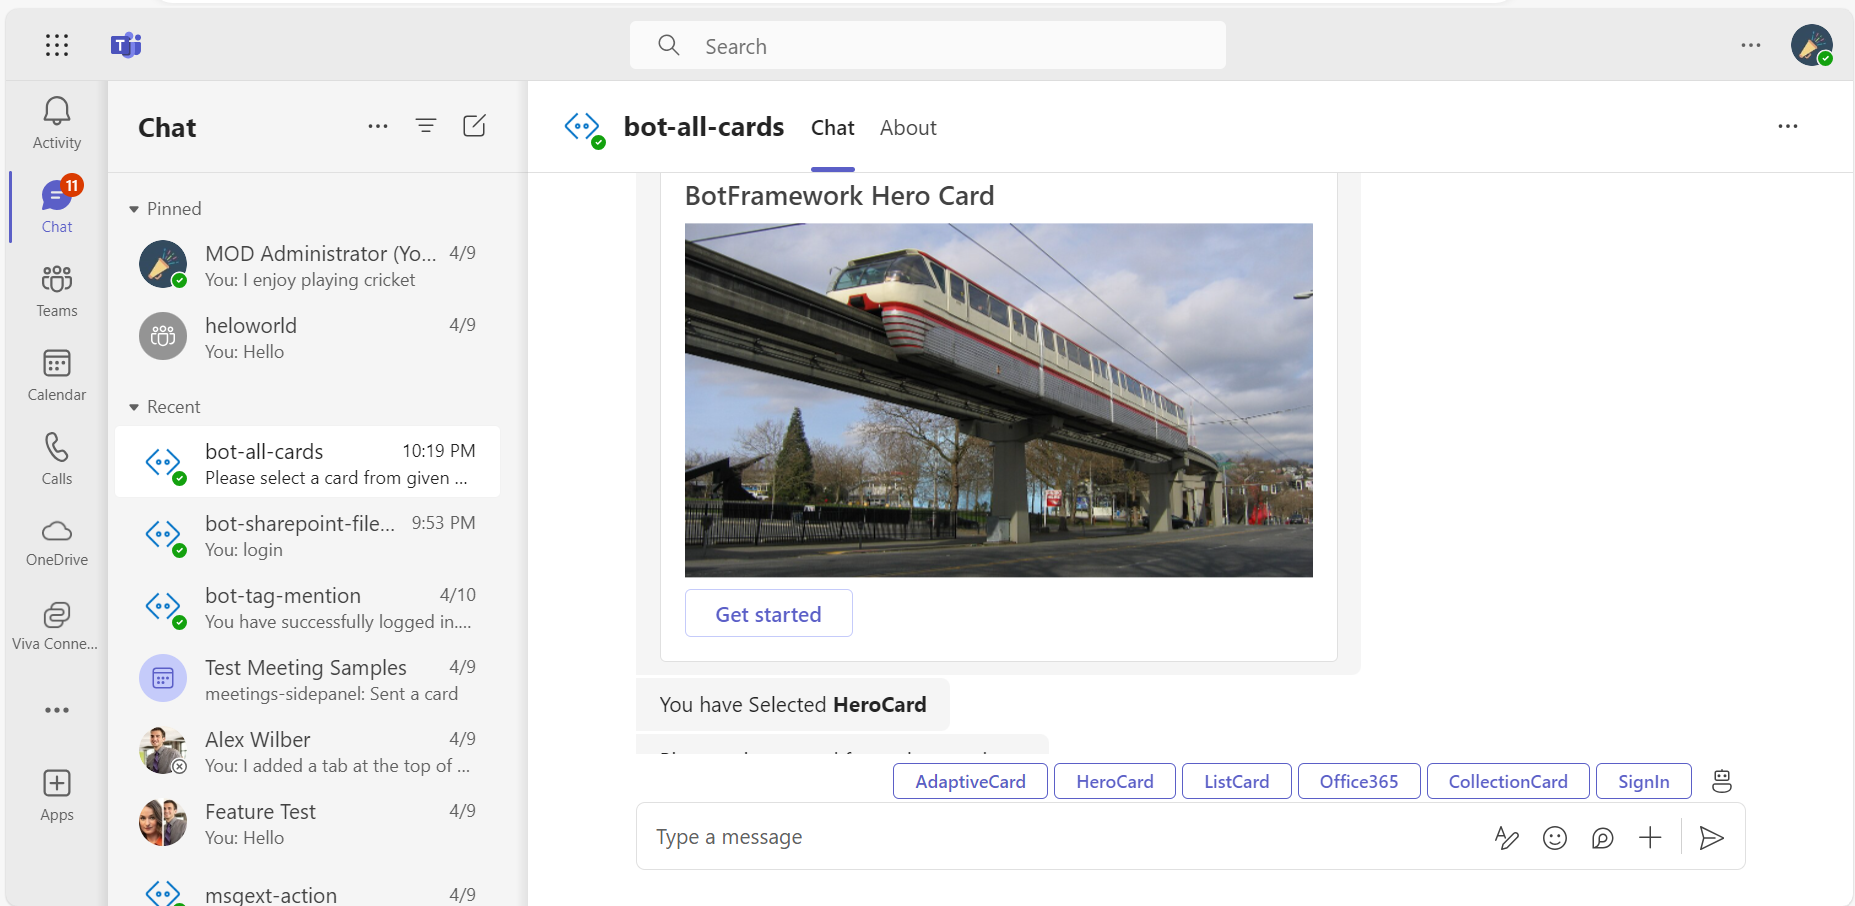 Search
Activity
11
Chat
Teams
Calendar
Calls
OneDrive
Viva Conne...
Apps
Chat
Pinned
MOD Administrator (Yo... 4/9
You: I enjoy playing cricket
heloworld 4/9
You: Hello
Recent
bot-all-cards 10:19 PM
Please select a card from given ...
bot-sharepoint-file... 9:53 PM
You: login
bot-tag-mention 4/10
You have successfully logged in....
Test Meeting Samples 4/9
meetings-sidepanel: Sent a card
Alex Wilber 4/9
You: I added a tab at the top of ...
Feature Test 4/9
You: Hello
msgext-action 4/9
bot-all-cards Chat About
BotFramework Hero Card
Get started
You have Selected HeroCard
AdaptiveCard HeroCard ListCard Office365 CollectionCard SignIn
Type a message